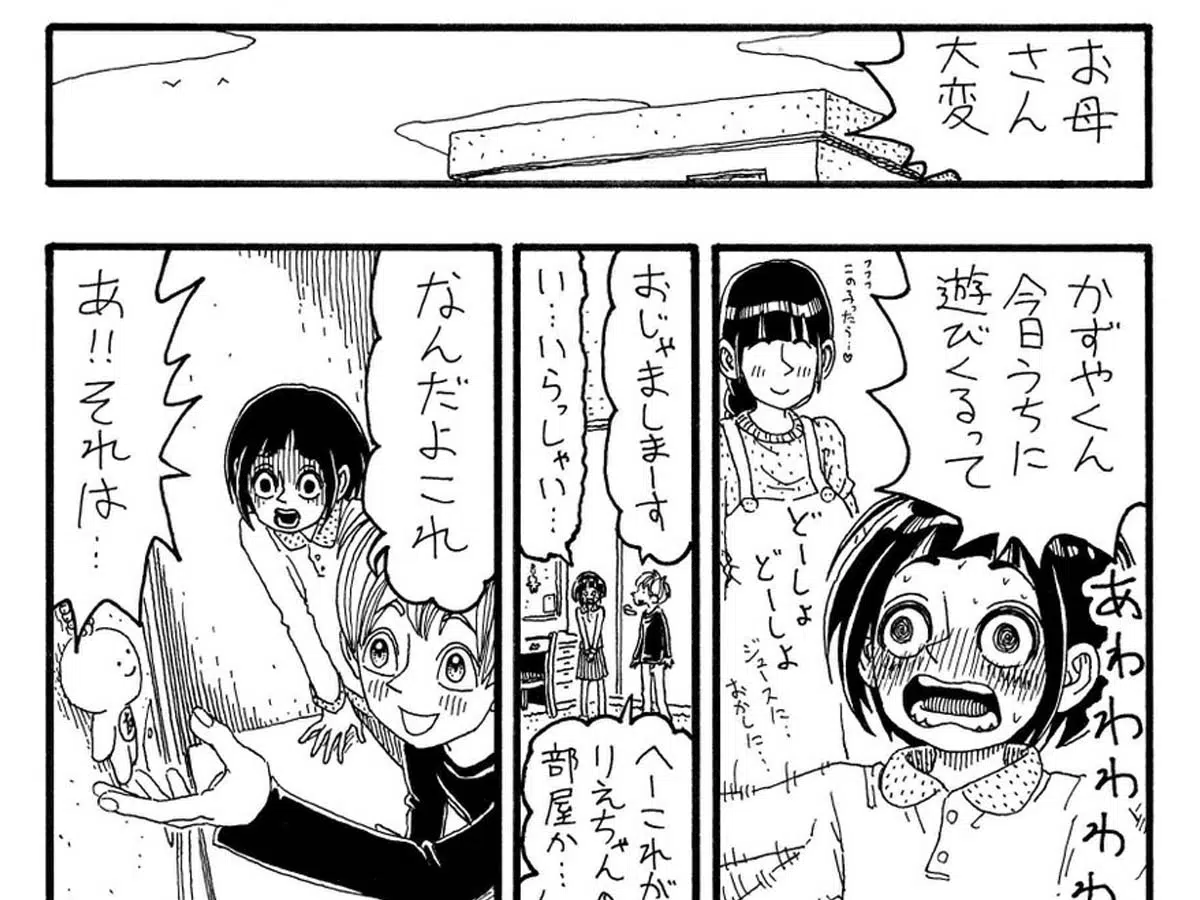 お母
さん
大変
かずやくん
今日うちに
遊びくるって
フフフ
この子ったら…♡
あわわわわわ
どーしよ
どーしよ
ジュースに…
おかしに…
おじゃましまーす
い…いらっしゃい…
へーこれが
りえちゃんの
部屋か…
なんだよこれ
あ!!それは…